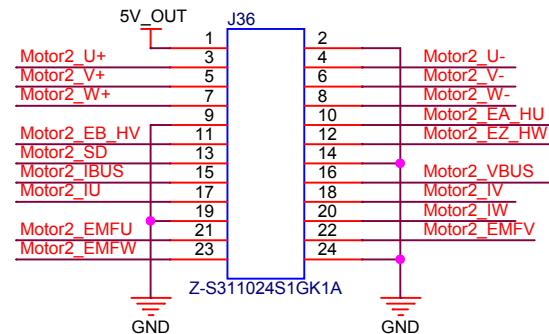 5V_OUT J36
1 2
Motor2_U+ 3 4 Motor2_U-
Motor2_V+ 5 6 Motor2_V-
Motor2_W+ 7 8 Motor2_W-
9 10 Motor2_EA_HU
Motor2_EB_HV 11 12 Motor2_EZ_HW
Motor2_SD 13 14
Motor2_IBUS 15 16 Motor2_VBUS
Motor2_IU 17 18 Motor2_IV
19 20 Motor2_IW
Motor2_EMFU 21 22 Motor2_EMFV
Motor2_EMFW 23 24
Z-S311024S1GK1A
GND GND